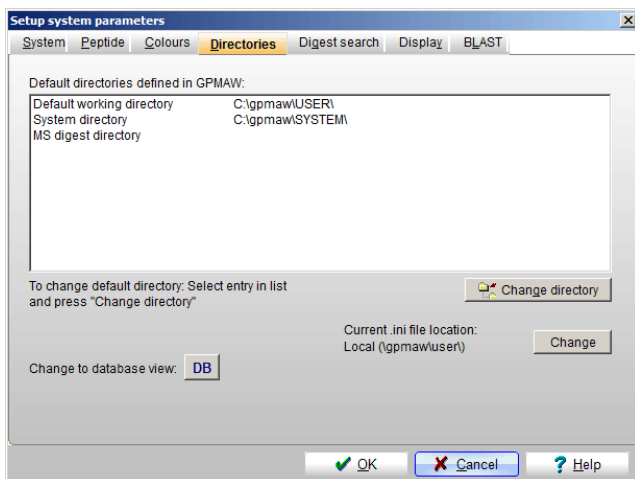 Setup system parameters
System Peptide Colours Directories Digest search Display BLAST
Default directories defined in GPMAW:
Default working directory C:\gpmaw\USER\
System directory C:\gpmaw\SYSTEM\
MS digest directory
To change default directory: Select entry in list
and press "Change directory"
Change directory
Current .ini file location:
Local (\gpmaw\user\)
Change
Change to database view: DB
OK Cancel Help